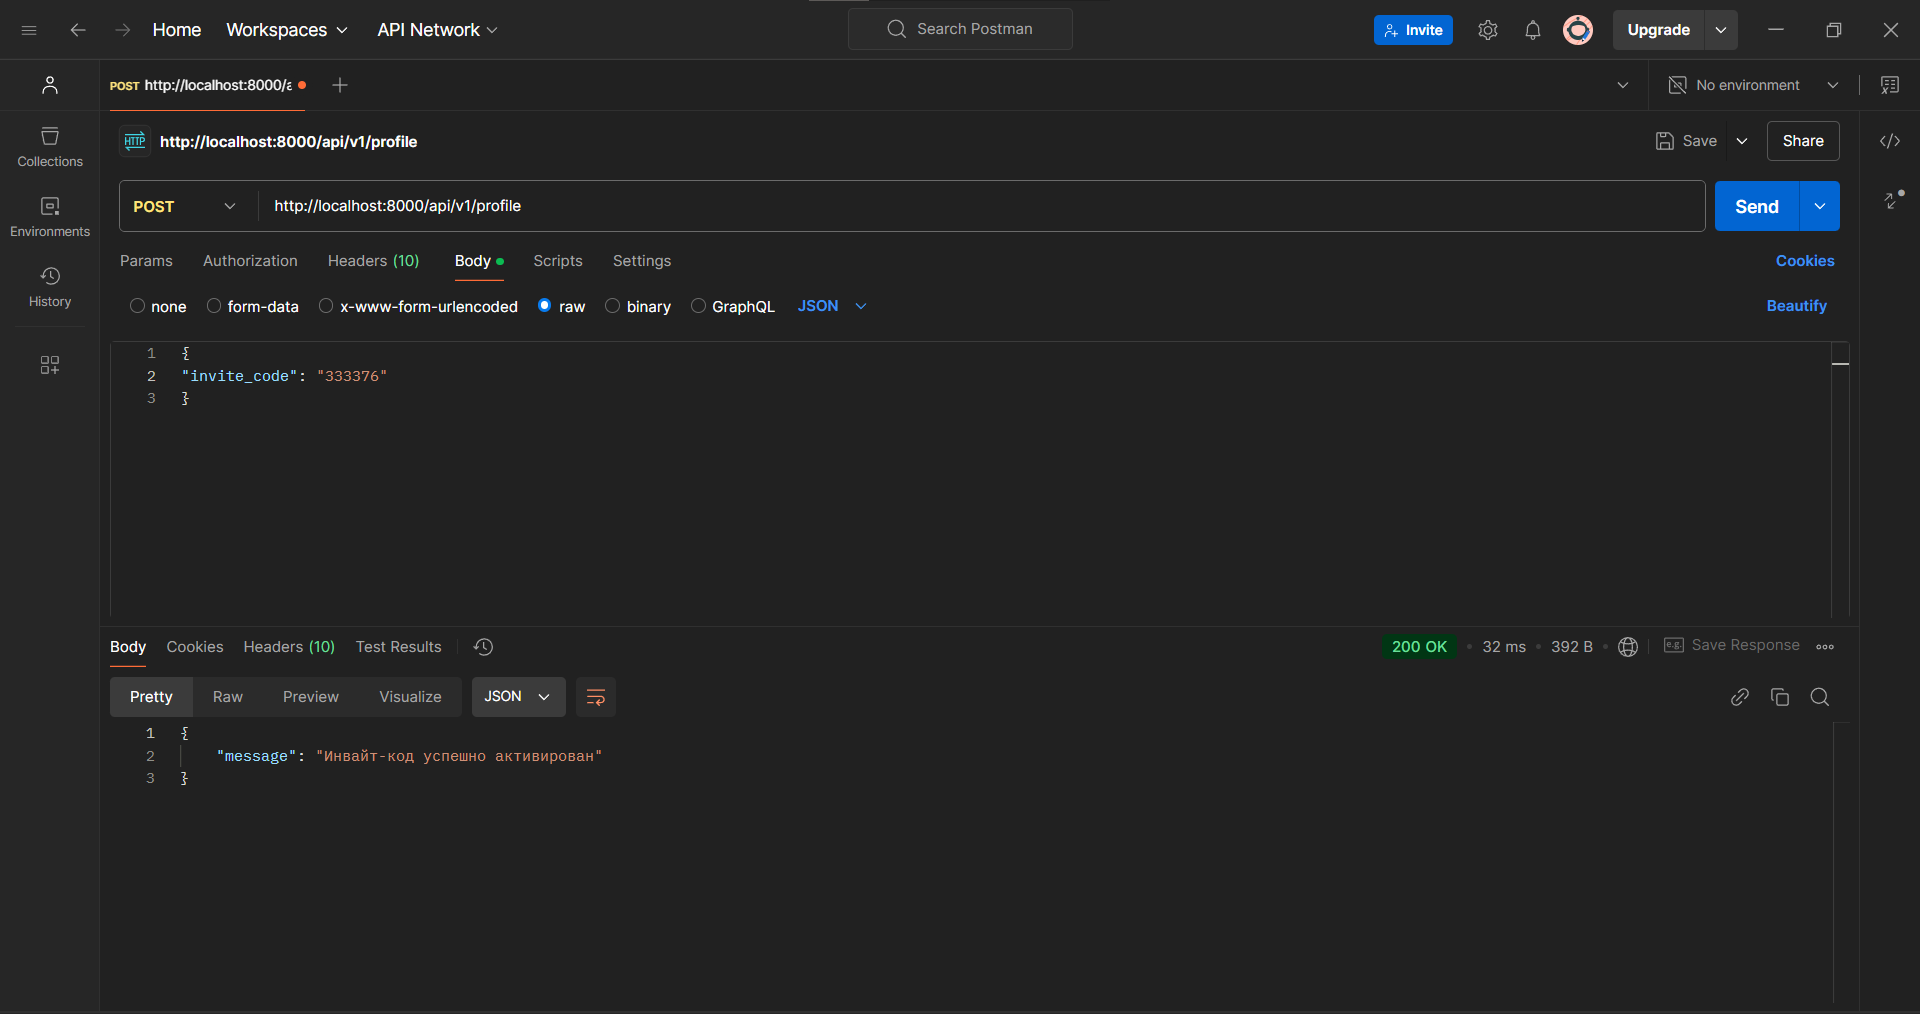 Home Workspaces API Network Search Postman Invite Upgrade
POST http://localhost:8000/a No environment
HTTP http://localhost:8000/api/v1/profile Save Share
Collections
POST http://localhost:8000/api/v1/profile Send
Environments
Params Authorization Headers (10) Body Scripts Settings Cookies
History
none form-data x-www-form-urlencoded raw binary GraphQL JSON Beautify
1 {
2 "invite_code": "333376"
3 }
Body Cookies Headers (10) Test Results 200 OK • 32 ms • 392 B • e.g. Save Response
Pretty Raw Preview Visualize JSON
1 {
2 "message": "Инвайт-код успешно активирован"
3 }